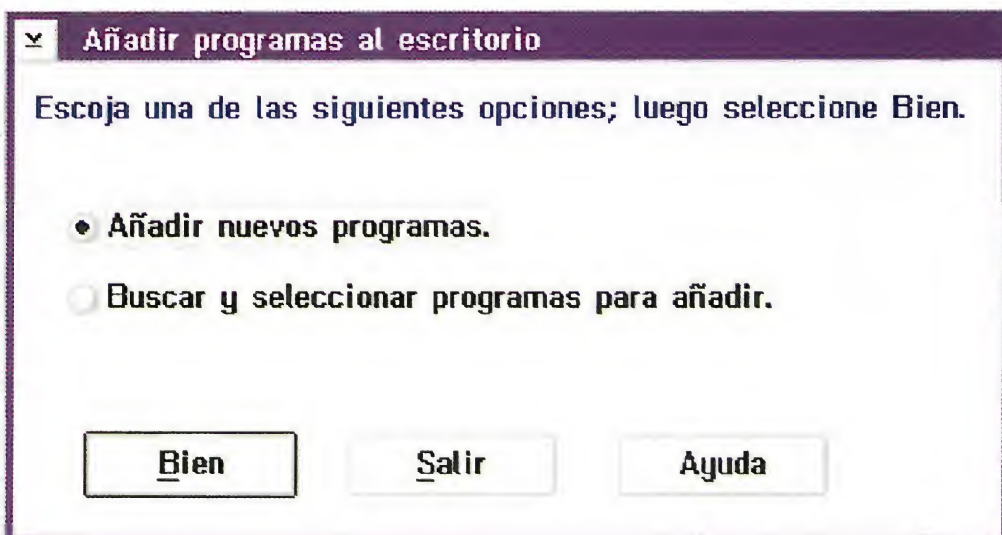 Añadir programas al escritorio
Escoja una de las siguientes opciones; luego seleccione Bien.
Añadir nuevos programas.
Buscar y seleccionar programas para añadir.
Bien Salir Ayuda